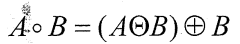 A ∘ B = (AΘB) ⊕ B